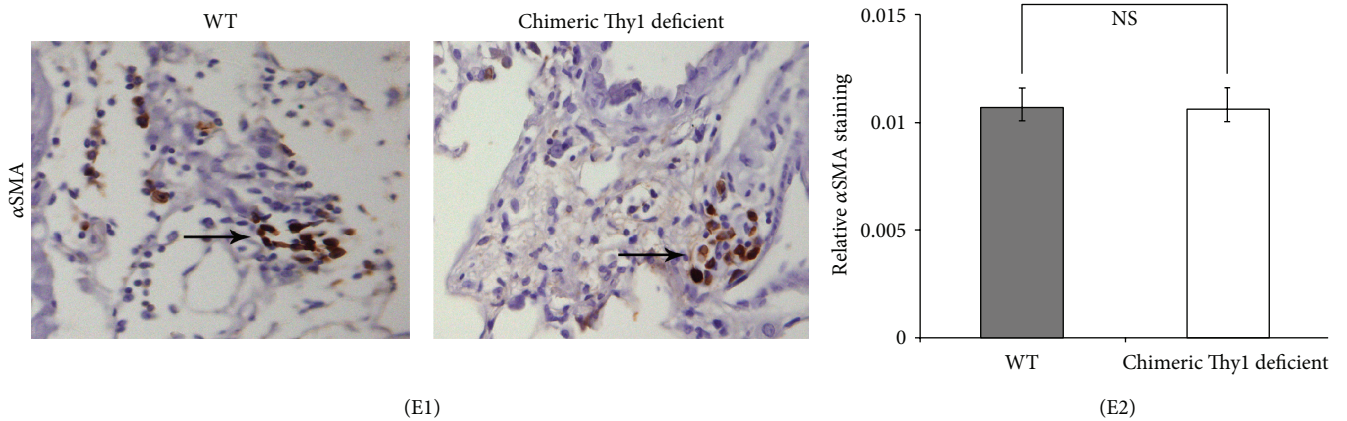 WT
Chimeric Thy1 deficient
αSMA
(E1)
Relative αSMA staining
0.015
0.01
0.005
0
NS
WT
Chimeric Thy1 deficient
(E2)